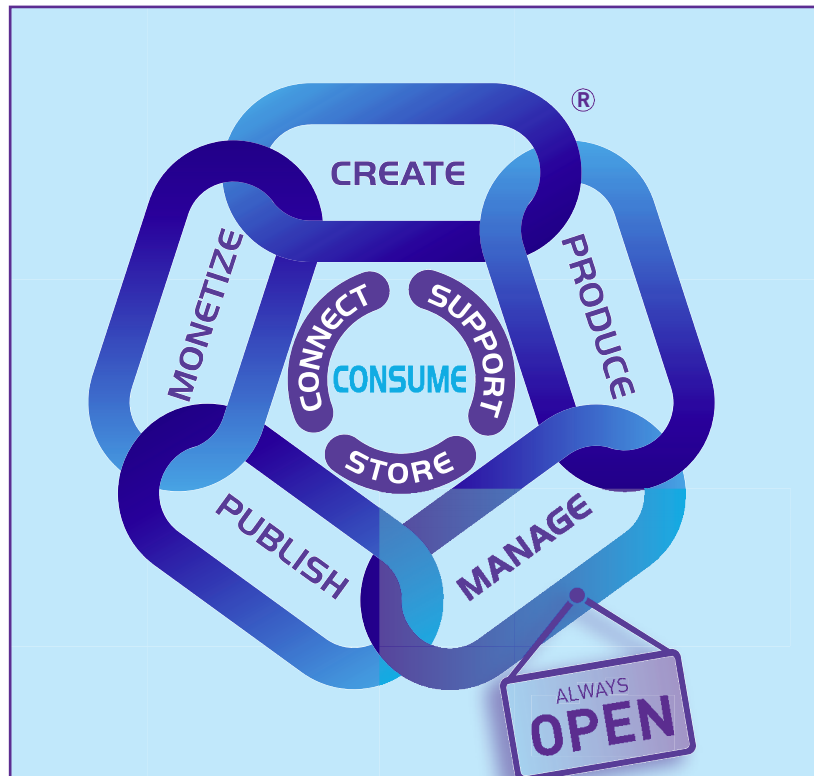 ®
CREATE
PRODUCE
MONETIZE
CONNECT
SUPPORT
CONSUME
STORE
PUBLISH
MANAGE
ALWAYS
OPEN